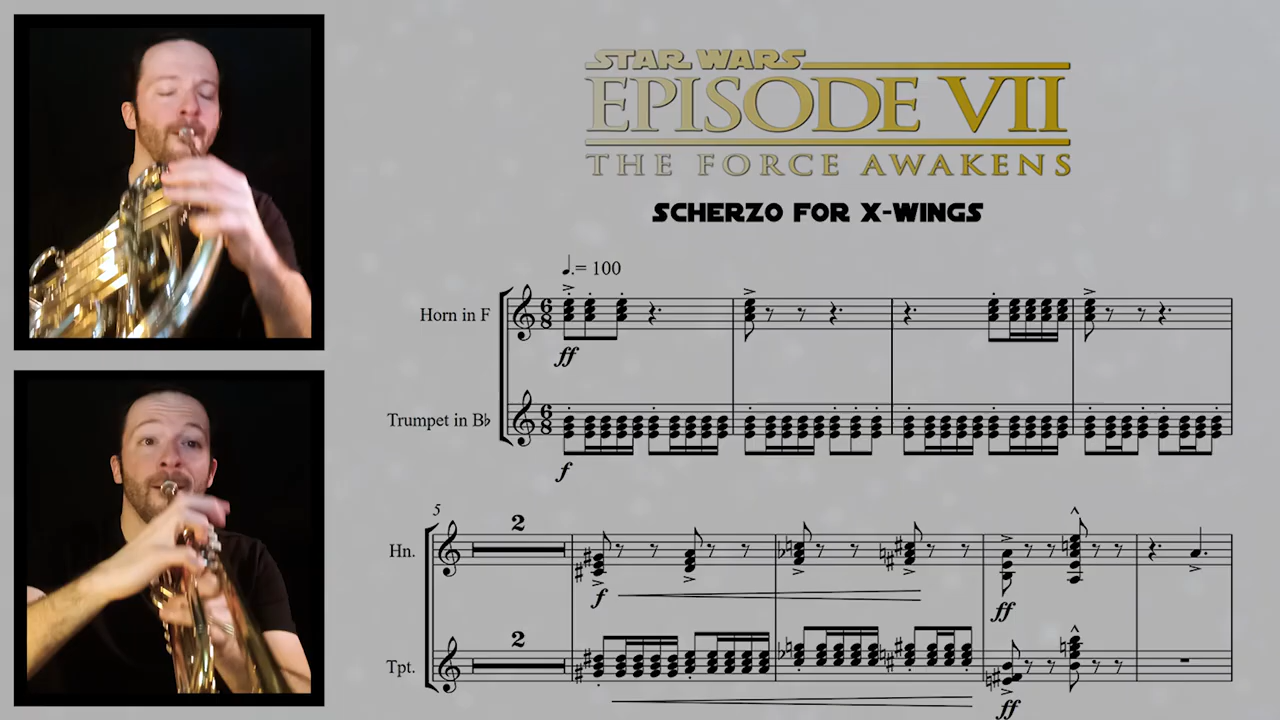 STAR WARS
EPISODE VII
THE FORCE AWAKENS
SCHERZO FOR X-WINGS
♩.= 100
Horn in F
6
8
ff
Trumpet in B♭
6
8
f
5
2
Hn.
f
ff
2
Tpt.
ff